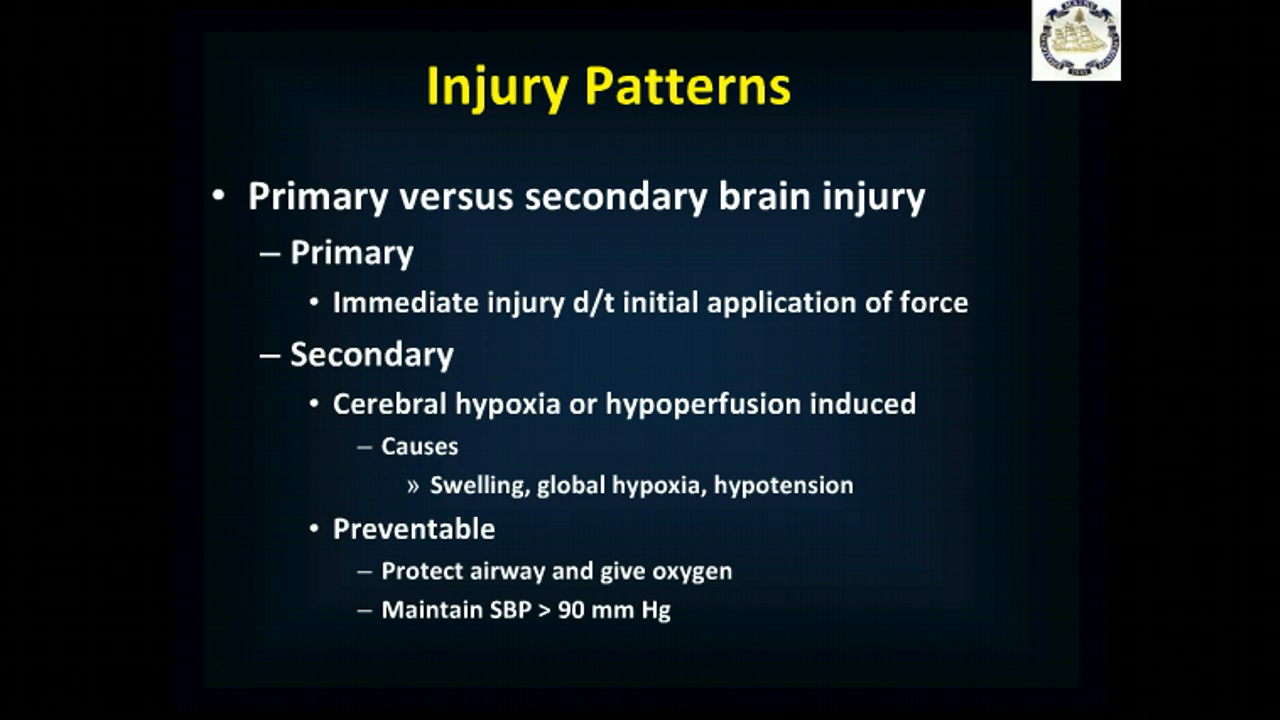 Injury Patterns
• Primary versus secondary brain injury
– Primary
• Immediate injury d/t initial application of force
– Secondary
• Cerebral hypoxia or hypoperfusion induced
– Causes
» Swelling, global hypoxia, hypotension
• Preventable
– Protect airway and give oxygen
– Maintain SBP > 90 mm Hg